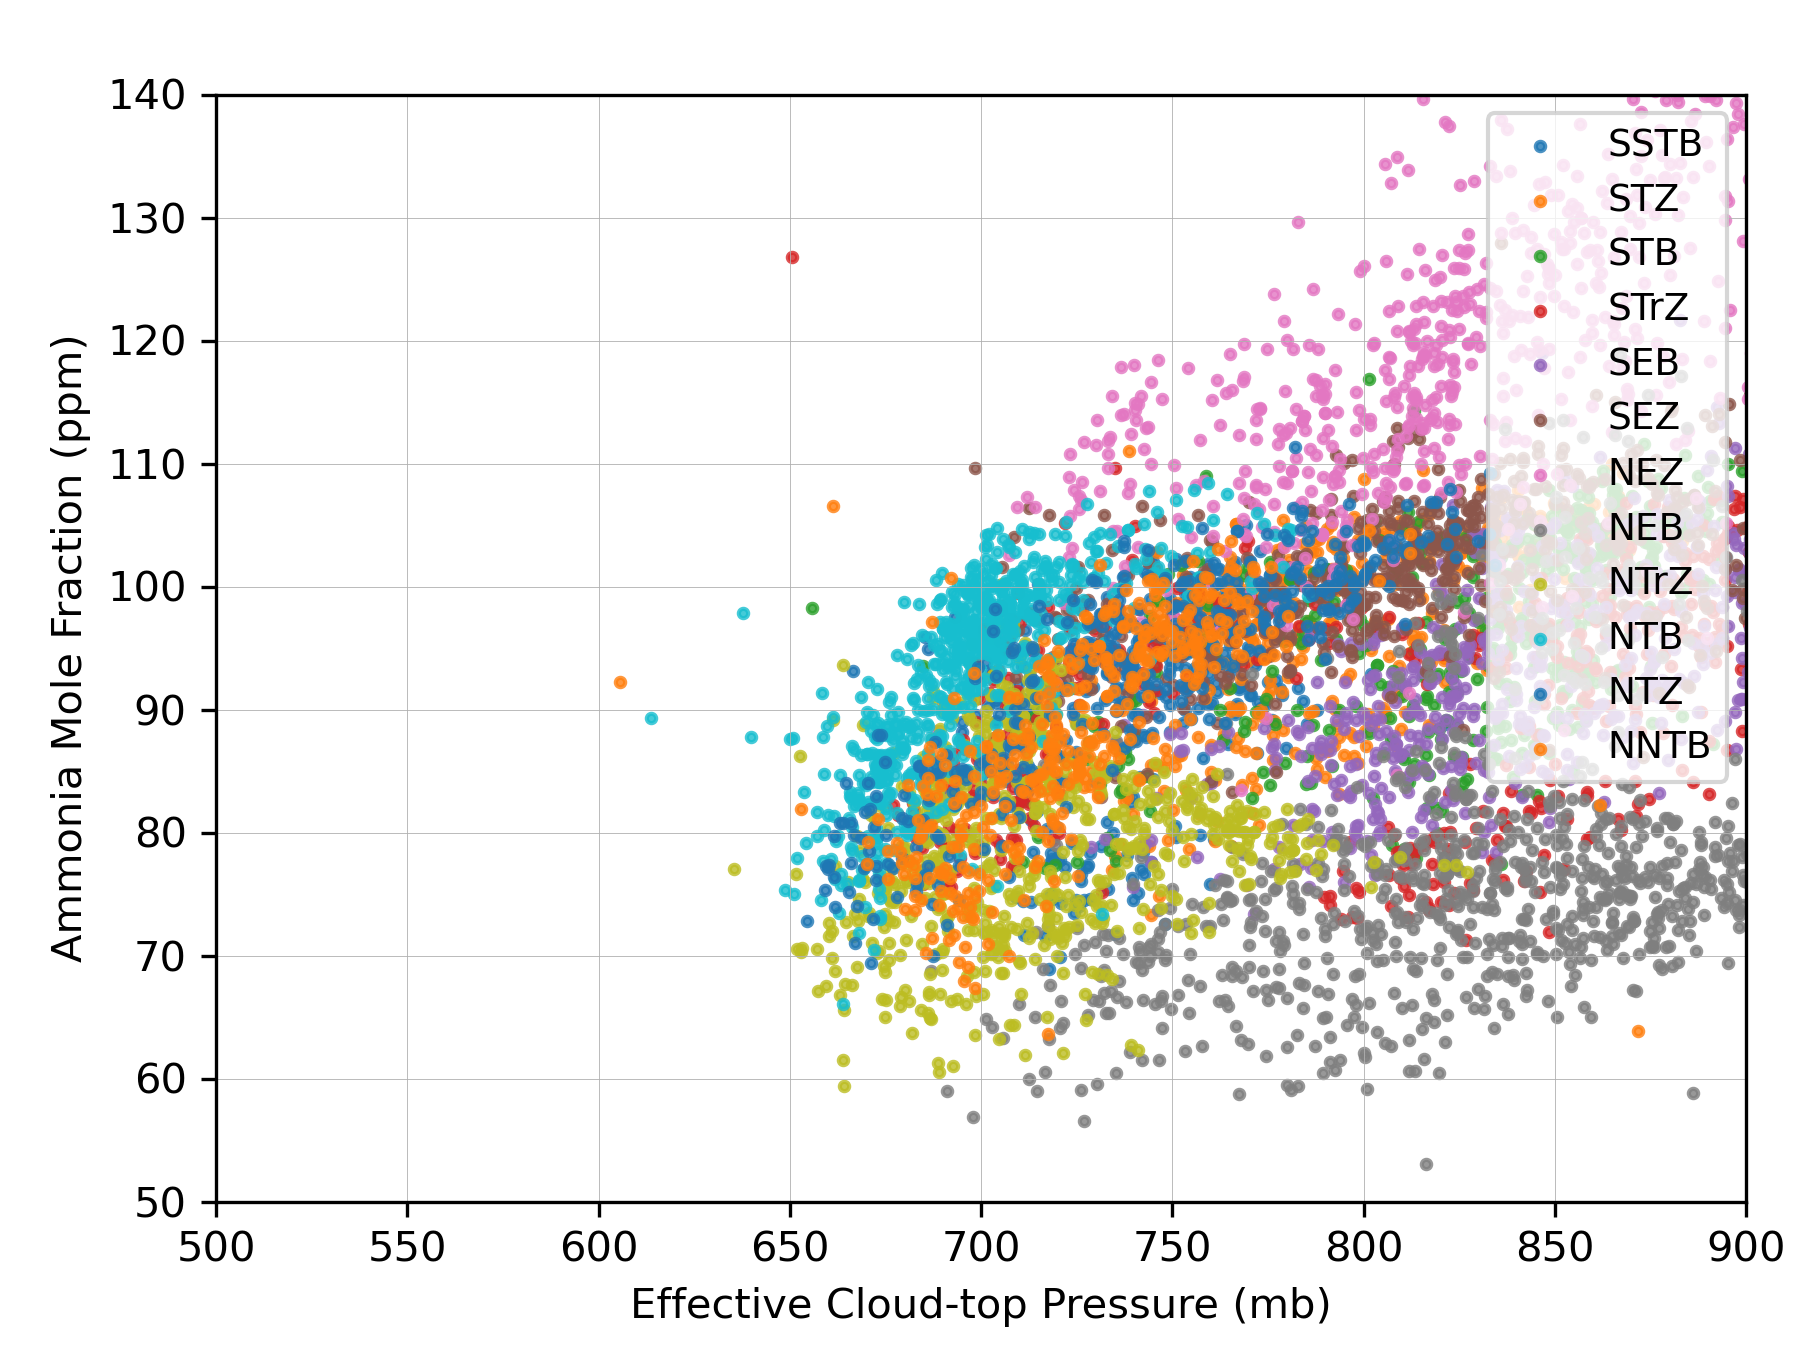 140
130
120
110
100
90
80
70
60
50
Ammonia Mole Fraction (ppm)
SSTB
STZ
STB
STrZ
SEB
SEZ
NEZ
NEB
NTrZ
NTB
NTZ
NNTB
500 550 600 650 700 750 800 850 900
Effective Cloud-top Pressure (mb)